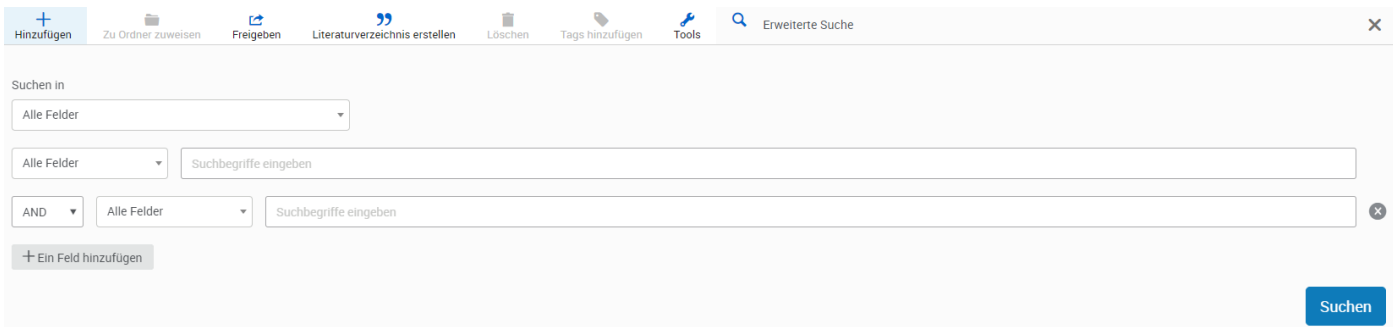 Hinzufügen Zu Ordner zuweisen Freigeben Literaturverzeichnis erstellen Löschen Tags hinzufügen Tools Erweiterte Suche
Suchen in
Alle Felder
Alle Felder Suchbegriffe eingeben
AND Alle Felder Suchbegriffe eingeben
Ein Feld hinzufügen
Suchen